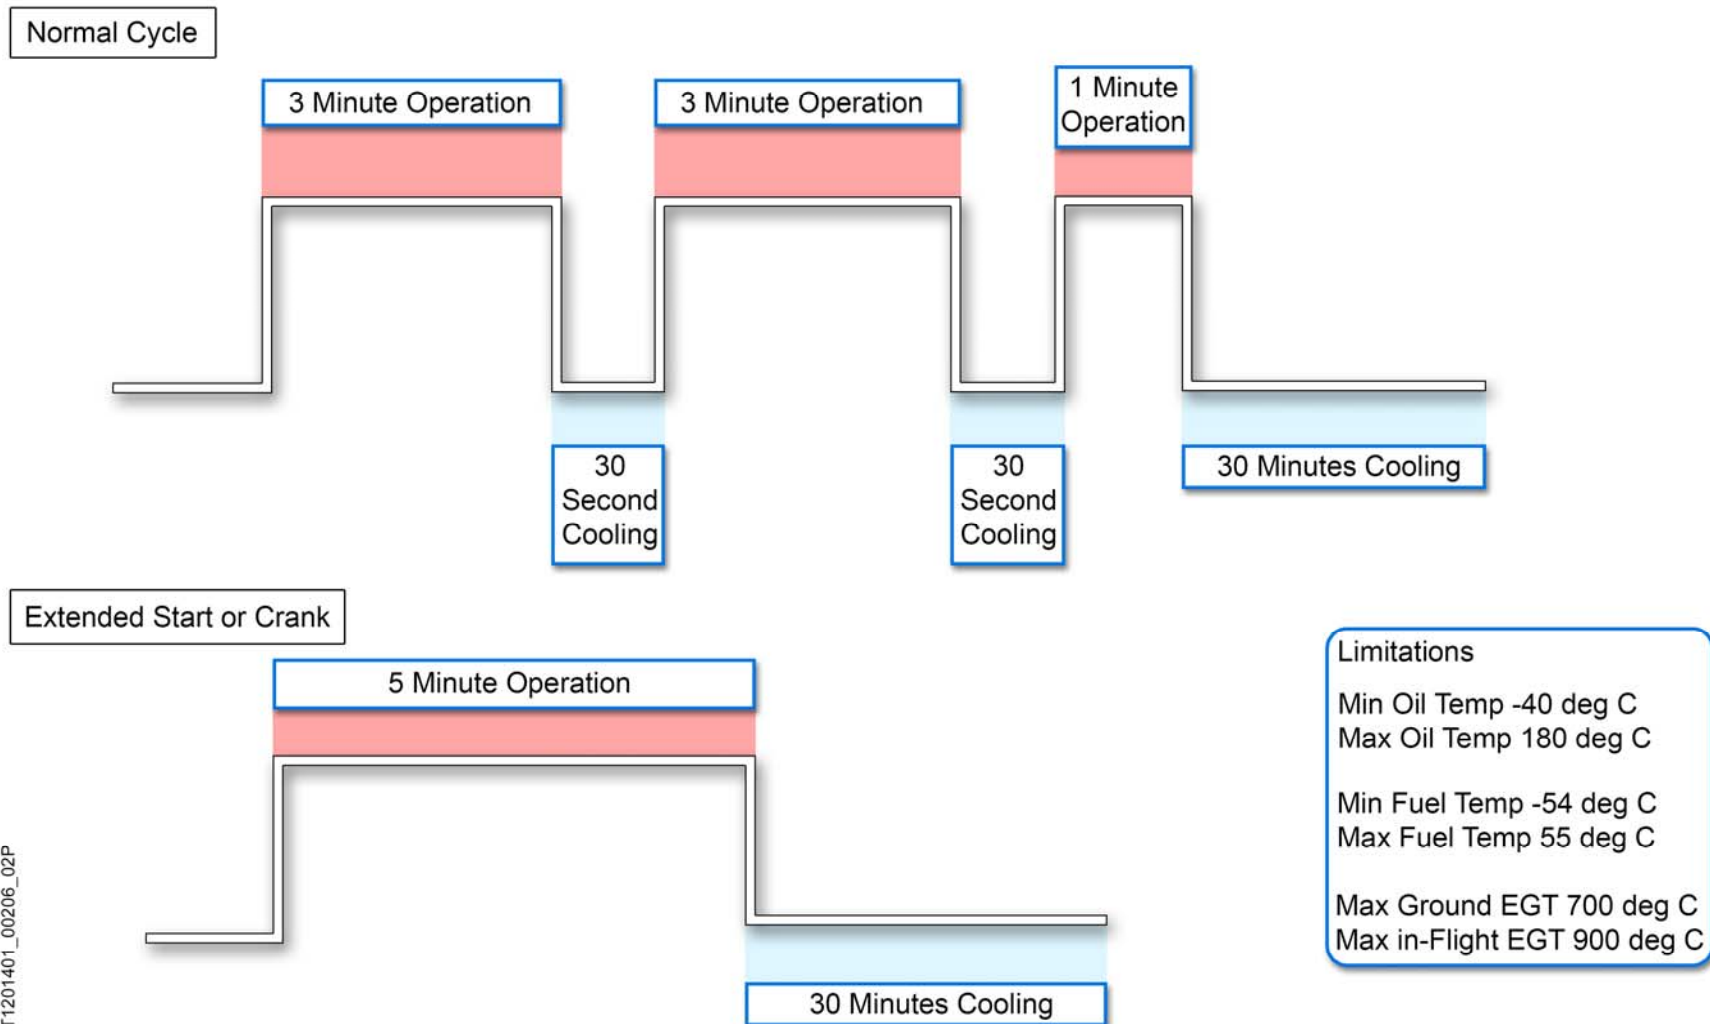 Normal Cycle
3 Minute Operation
3 Minute Operation
1 Minute
Operation
30
Second
Cooling
30
Second
Cooling
30 Minutes Cooling
Extended Start or Crank
5 Minute Operation
30 Minutes Cooling
Limitations
Min Oil Temp -40 deg C
Max Oil Temp 180 deg C
Min Fuel Temp -54 deg C
Max Fuel Temp 55 deg C
Max Ground EGT 700 deg C
Max in-Flight EGT 900 deg C
T1201401_00206_02P